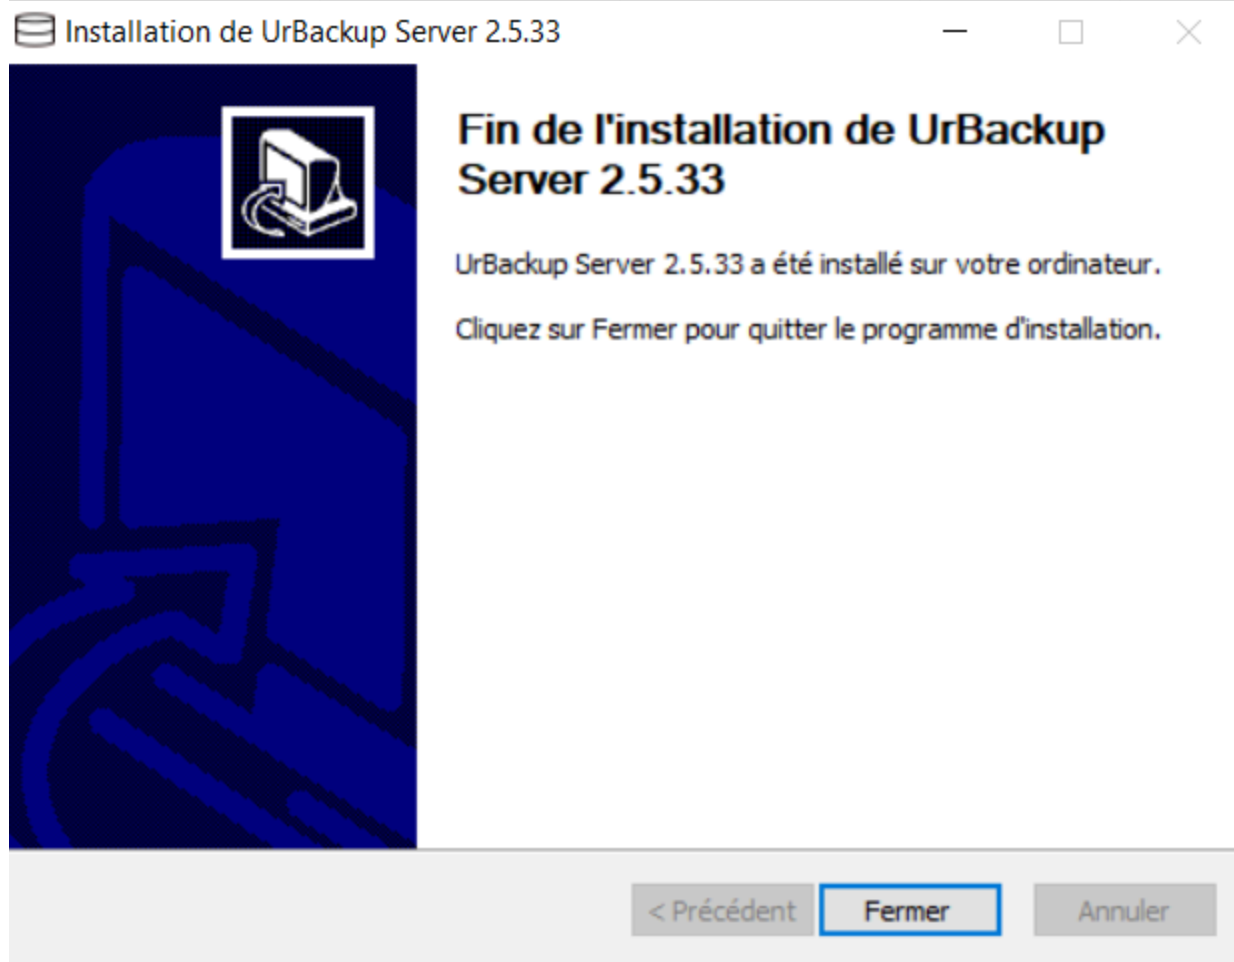 Installation de UrBackup Server 2.5.33
Fin de l'installation de UrBackup
Server 2.5.33
UrBackup Server 2.5.33 a été installé sur votre ordinateur.
Cliquez sur Fermer pour quitter le programme d'installation.
< Précédent
Fermer
Annuler